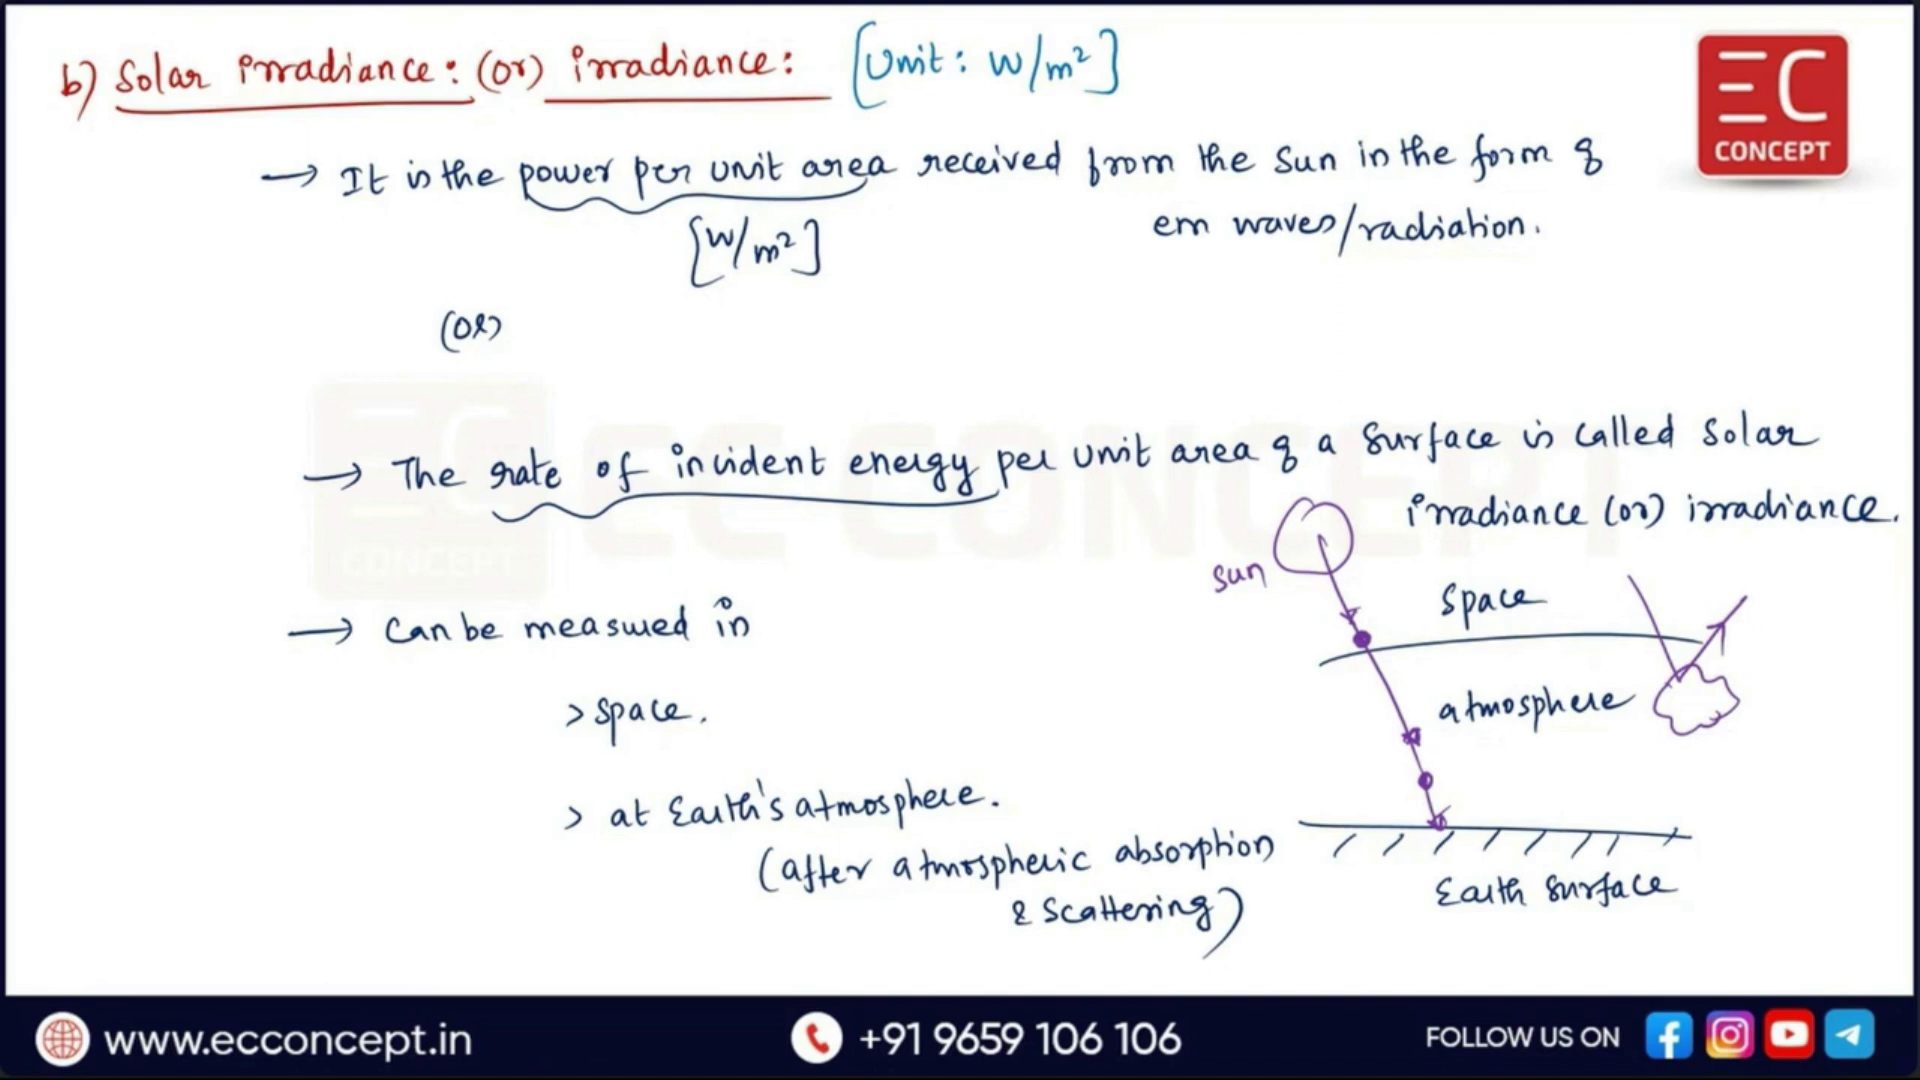 b) Solar irradiance: (or) irradiance: [Unit: W/m²]
EC
CONCEPT
→ It is the power per unit area received from the Sun in the form of
em waves/radiation.
[W/m²]
(or)
EC CONCEPT
→ The rate of incident energy per unit area of a surface is called solar
irradiance (or) irradiance.
Sun
Space
→ Can be measured in
> Space.
atmosphere
> at Earth's atmosphere.
(after atmospheric absorption
& scattering)
Earth surface
www.ecconcept.in
+91 9659 106 106
FOLLOW US ON